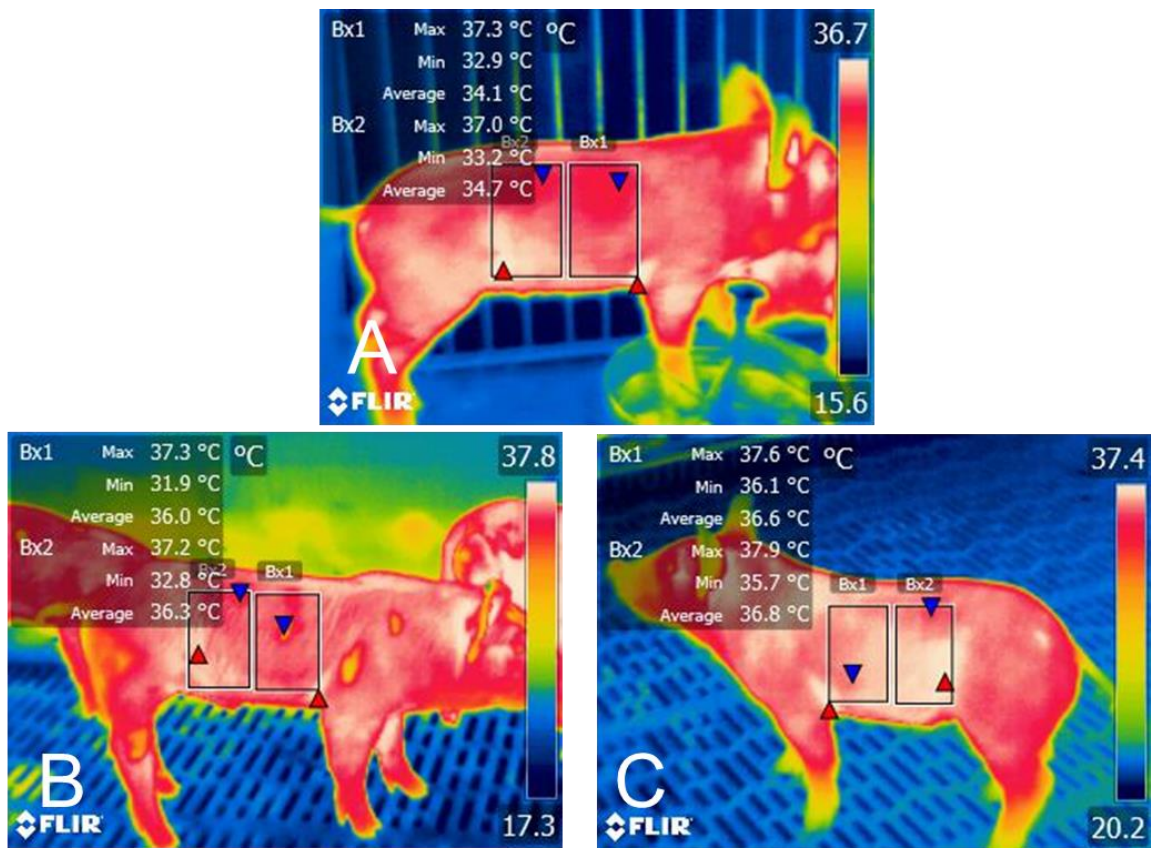 Bx1 Max 37.3 °C °C 36.7
Min 32.9 °C
Average 34.1 °C
Bx2 Max 37.0 °C
Bx2 Bx1
Min 33.2 °C
Average 34.7 °C
A
FLIR 15.6
Bx1 Max 37.3 °C °C 37.8
Min 31.9 °C
Average 36.0 °C
Bx2 Max 37.2 °C
Bx2 Bx1
Min 32.8 °C
Average 36.3 °C
B
FLIR 17.3
Bx1 Max 37.6 °C °C 37.4
Min 36.1 °C
Average 36.6 °C
Bx2 Max 37.9 °C
Bx1 Bx2
Min 35.7 °C
Average 36.8 °C
C
FLIR 20.2